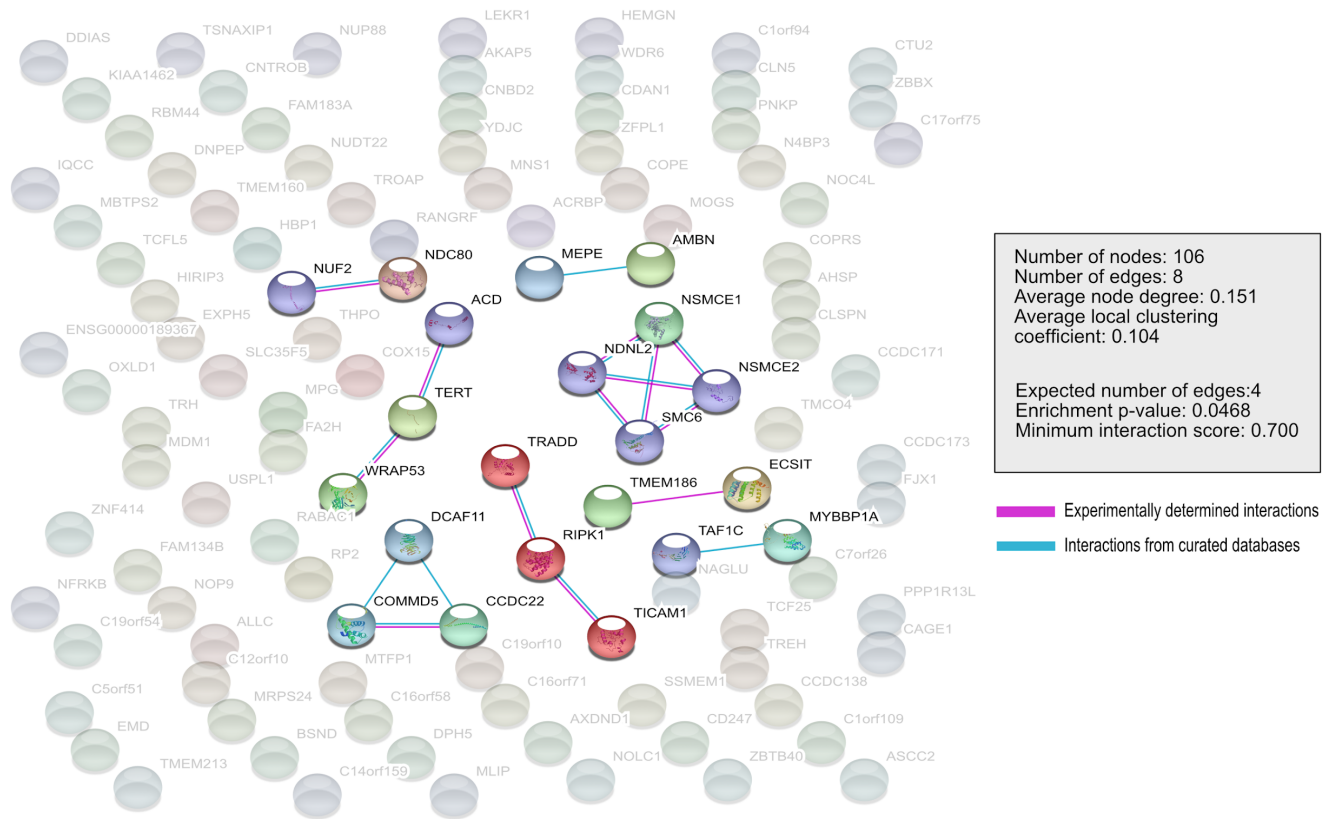 LEKR1
HEMGN
DDIAS
TSNAXIP1
NUP88
C1orf94
CTU2
AKAP5
WDR6
KIAA1462
CNTROB
CLN5
ZBBX
CNBD2
CDAN1
RBM44
FAM183A
PNKP
C17orf75
YDJC
ZFPL1
DNPEP
NUDT22
N4BP3
IQCC
MNS1
COPE
TMEM160
TROAP
NOC4L
MBTPS2
ACRBP
MOGS
HBP1
RANGRF
TCFL5
MEPE
AMBN
COPRS
NUF2
NDC80
HIRIP3
AHSP
ACD
NSMCE1
EXPH5
THPO
CLSPN
ENSG00000189367
SLC35F5
COX15
NDNL2
NSMCE2
CCDC171
OXLD1
MPG
TERT
SMC6
TMCO4
TRH
FA2H
MDM1
TRADD
CCDC173
WRAP53
TMEM186
ECSIT
USPL1
FJX1
ZNF414
RABAC1
DCAF11
RIPK1
TAF1C
MYBBP1A
FAM134B
RP2
NAGLU
C7orf26
NFRKB
NOP9
COMMD5
CCDC22
TICAM1
TCF25
PPP1R13L
C19orf54
ALLC
CAGE1
C12orf10
MTFP1
C19orf10
TREH
C5orf51
MRPS24
C16orf58
C16orf71
SSMEM1
CCDC138
EMD
BSND
DPH5
AXDND1
CD247
C1orf109
TMEM213
C14orf159
MLIP
NOLC1
ZBTB40
ASCC2
Number of nodes: 106
Number of edges: 8
Average node degree: 0.151
Average local clustering
coefficient: 0.104
Expected number of edges:4
Enrichment p-value: 0.0468
Minimum interaction score: 0.700
Experimentally determined interactions
Interactions from curated databases